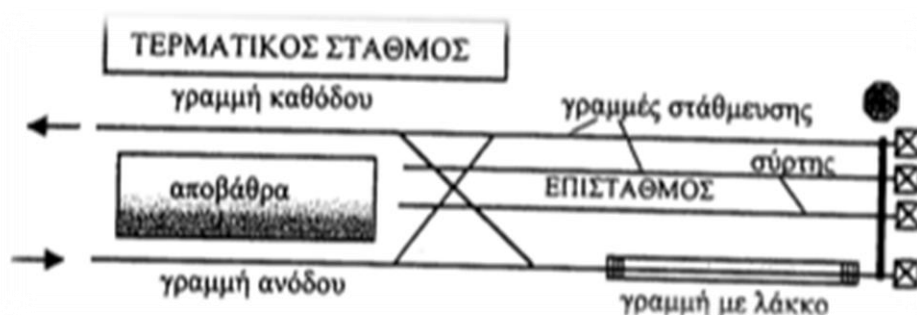 ΤΕΡΜΑΤΙΚΟΣ ΣΤΑΘΜΟΣ
γραμμή καθόδου
γραμμές στάθμευσης
σύρτης
αποβάθρα
ΕΠΙΣΤΑΘΜΟΣ
γραμμή ανόδου
γραμμή με λάκκο